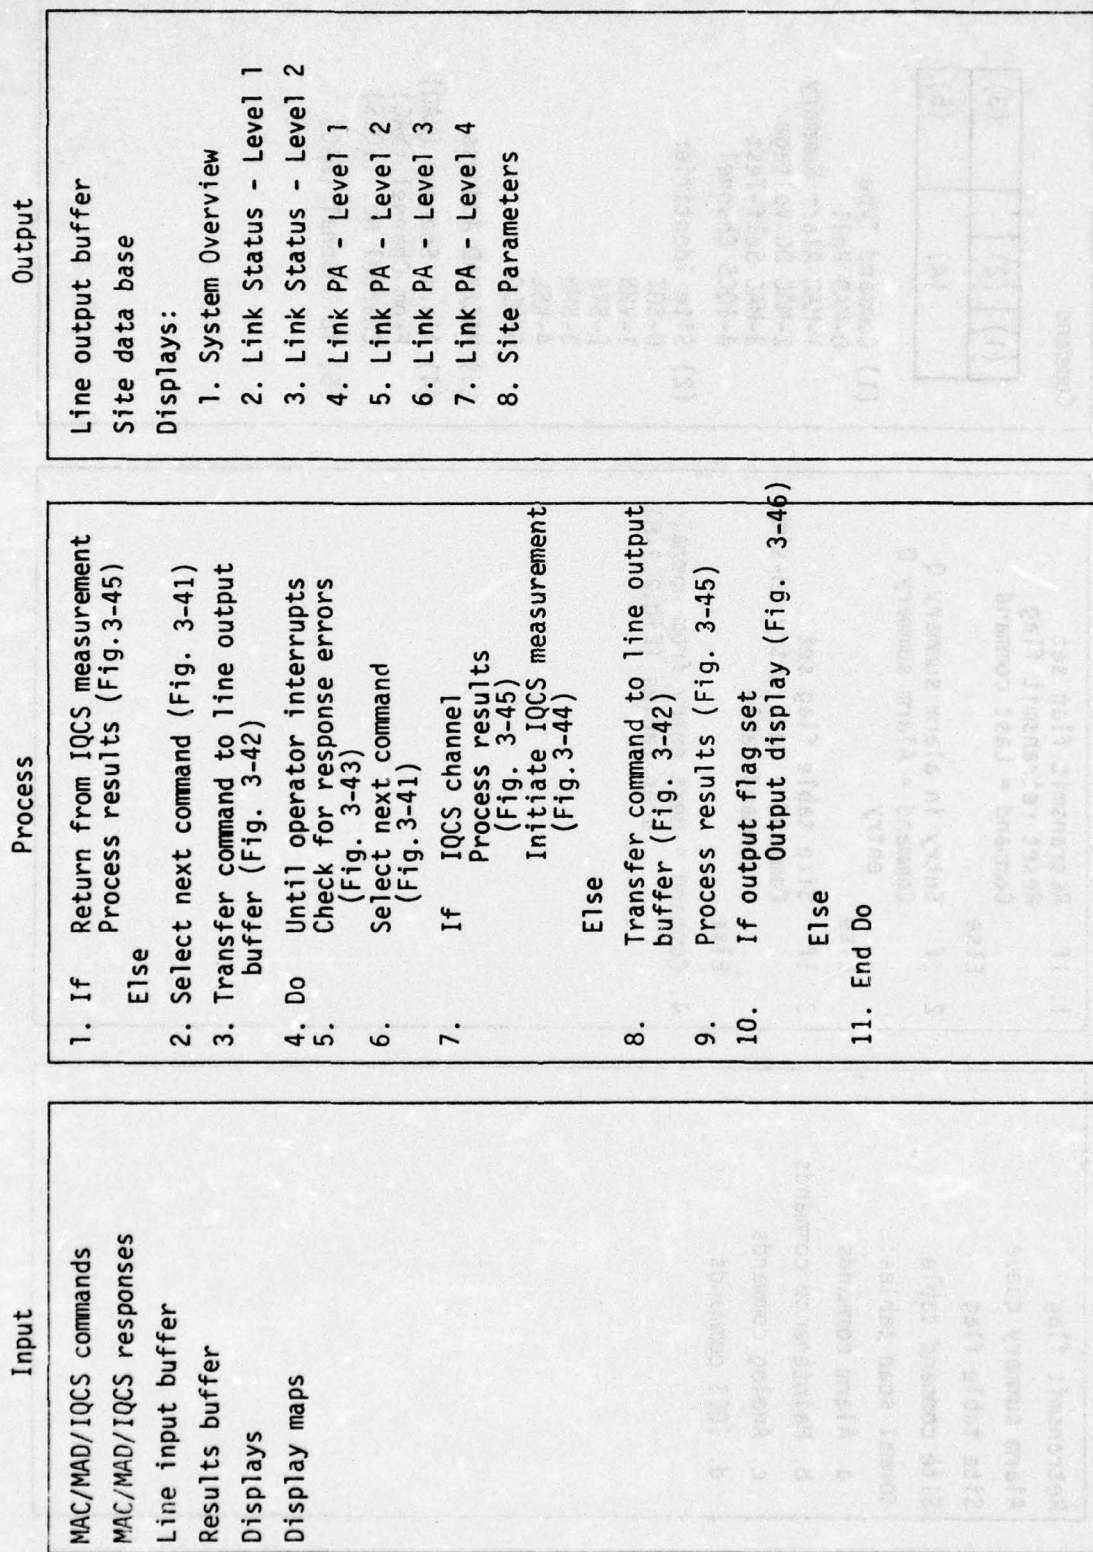 Input
MAC/MAD/IQCS commands
MAC/MAD/IQCS responses
Line input buffer
Results buffer
Displays
Display maps
Process
1. If Return from IQCS measurement
Process results (Fig.3-45)
Else
2. Select next command (Fig. 3-41)
3. Transfer command to line output
buffer (Fig. 3-42)
4. Do Until operator interrupts
5. Check for response errors
(Fig. 3-43)
6. Select next command
(Fig.3-41)
7. If IQCS channel
Process results
(Fig. 3-45)
Initiate IQCS measurement
(Fig.3-44)
Else
8. Transfer command to line output
buffer (Fig. 3-42)
9. Process results (Fig. 3-45)
10. If output flag set
Output display (Fig. 3-46)
Else
11. End Do
Output
Line output buffer
Site data base
Displays:
1. System Overview
2. Link Status - Level 1
3. Link Status - Level 2
4. Link PA - Level 1
5. Link PA - Level 2
6. Link PA - Level 3
7. Link PA - Level 4
8. Site Parameters